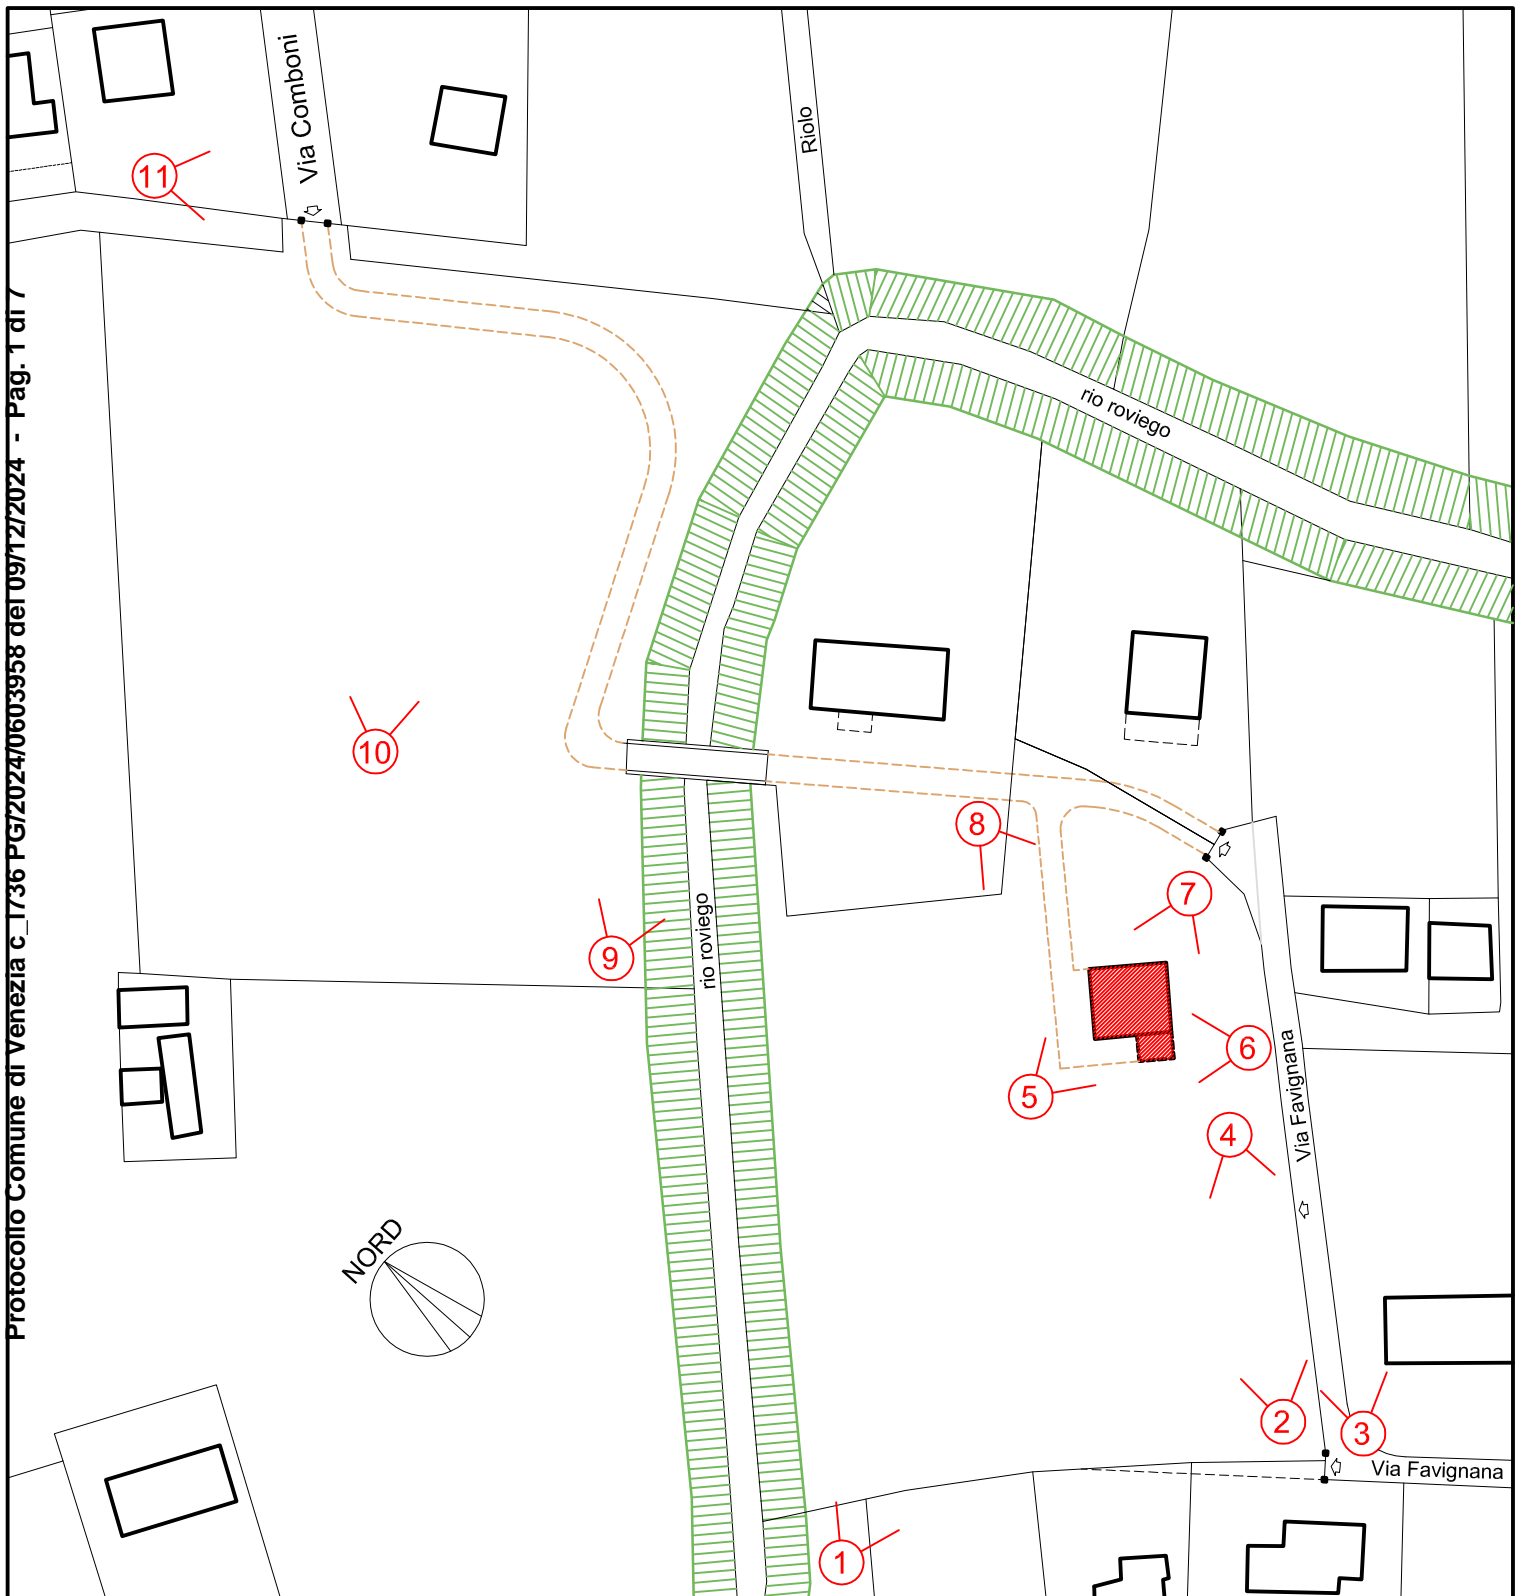 Via Comboni
Riolo
11
rio roviego
Protocollo Comune di Venezia c_l736 PG/2024/0603958 del 09/12/2024 - Pag. 1 di 7
10
8
7
rio roviego
9
6
5
Via Favignana
4
NORD
2
3
Via Favignana
1